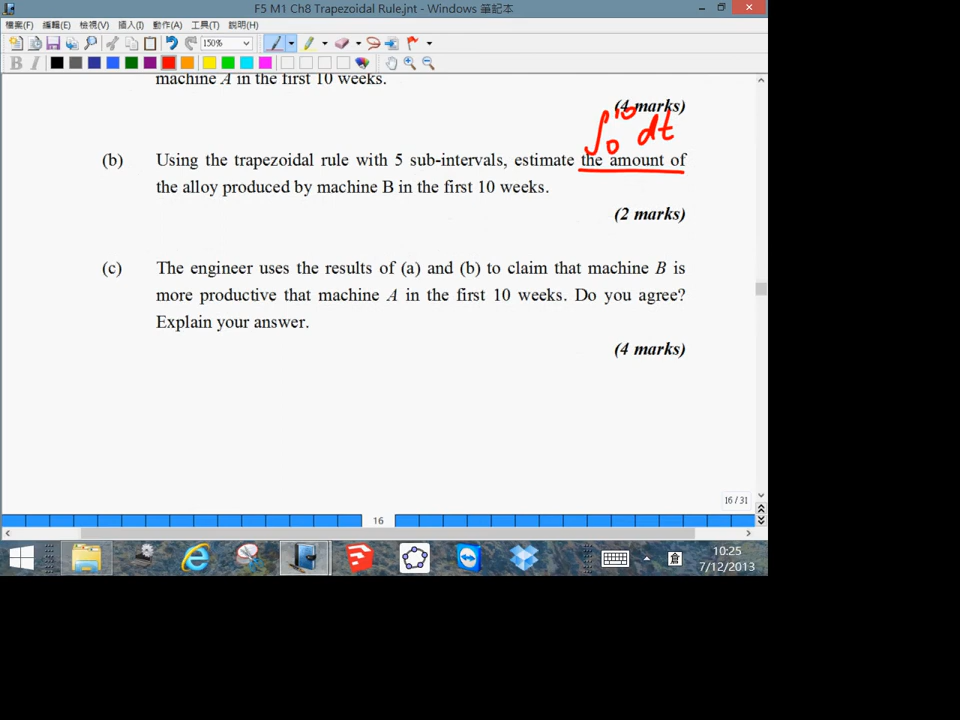 F5 M1 Ch8 Trapezoidal Rule.jnt - Windows 筆記本
檔案(F) 編輯(E) 檢視(V) 插入(I) 動作(A) 工具(T) 說明(H)
150%
B I
machine A in the first 10 weeks.
(4 marks)
∫₀¹⁰ dt
(b) Using the trapezoidal rule with 5 sub-intervals, estimate the amount of
the alloy produced by machine B in the first 10 weeks.
(2 marks)
(c) The engineer uses the results of (a) and (b) to claim that machine B is
more productive that machine A in the first 10 weeks. Do you agree?
Explain your answer.
(4 marks)
16 / 31
16
倉
10:25
7/12/2013